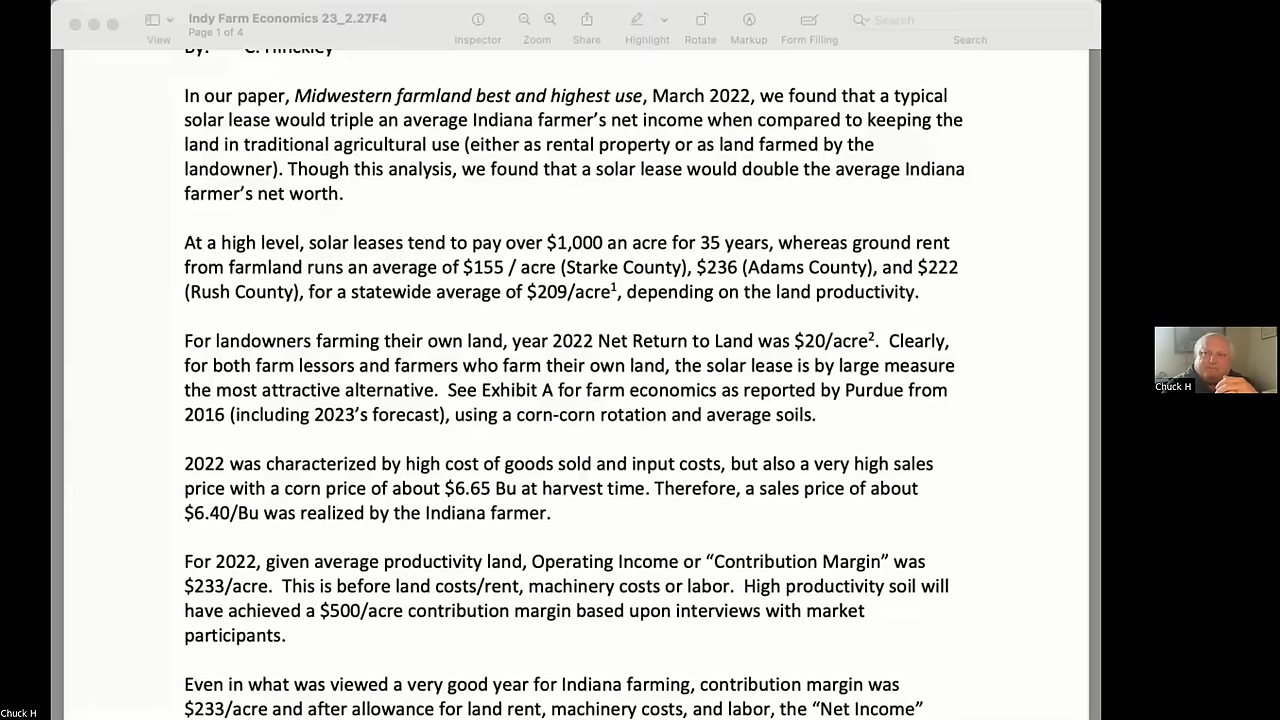 Indy Farm Economics 23_2.27F4
Page 1 of 4
View
Inspector
Zoom
Share
Highlight
Rotate
Markup
Form Filling
Search
Search
By: C. Hinckley
In our paper, Midwestern farmland best and highest use, March 2022, we found that a typical
solar lease would triple an average Indiana farmer’s net income when compared to keeping the
land in traditional agricultural use (either as rental property or as land farmed by the
landowner). Though this analysis, we found that a solar lease would double the average Indiana
farmer’s net worth.
At a high level, solar leases tend to pay over $1,000 an acre for 35 years, whereas ground rent
from farmland runs an average of $155 / acre (Starke County), $236 (Adams County), and $222
(Rush County), for a statewide average of $209/acre¹, depending on the land productivity.
For landowners farming their own land, year 2022 Net Return to Land was $20/acre². Clearly,
for both farm lessors and farmers who farm their own land, the solar lease is by large measure
the most attractive alternative. See Exhibit A for farm economics as reported by Purdue from
2016 (including 2023’s forecast), using a corn-corn rotation and average soils.
2022 was characterized by high cost of goods sold and input costs, but also a very high sales
price with a corn price of about $6.65 Bu at harvest time. Therefore, a sales price of about
$6.40/Bu was realized by the Indiana farmer.
For 2022, given average productivity land, Operating Income or “Contribution Margin” was
$233/acre. This is before land costs/rent, machinery costs or labor. High productivity soil will
have achieved a $500/acre contribution margin based upon interviews with market
participants.
Even in what was viewed a very good year for Indiana farming, contribution margin was
$233/acre and after allowance for land rent, machinery costs, and labor, the “Net Income”
Chuck H
Chuck H